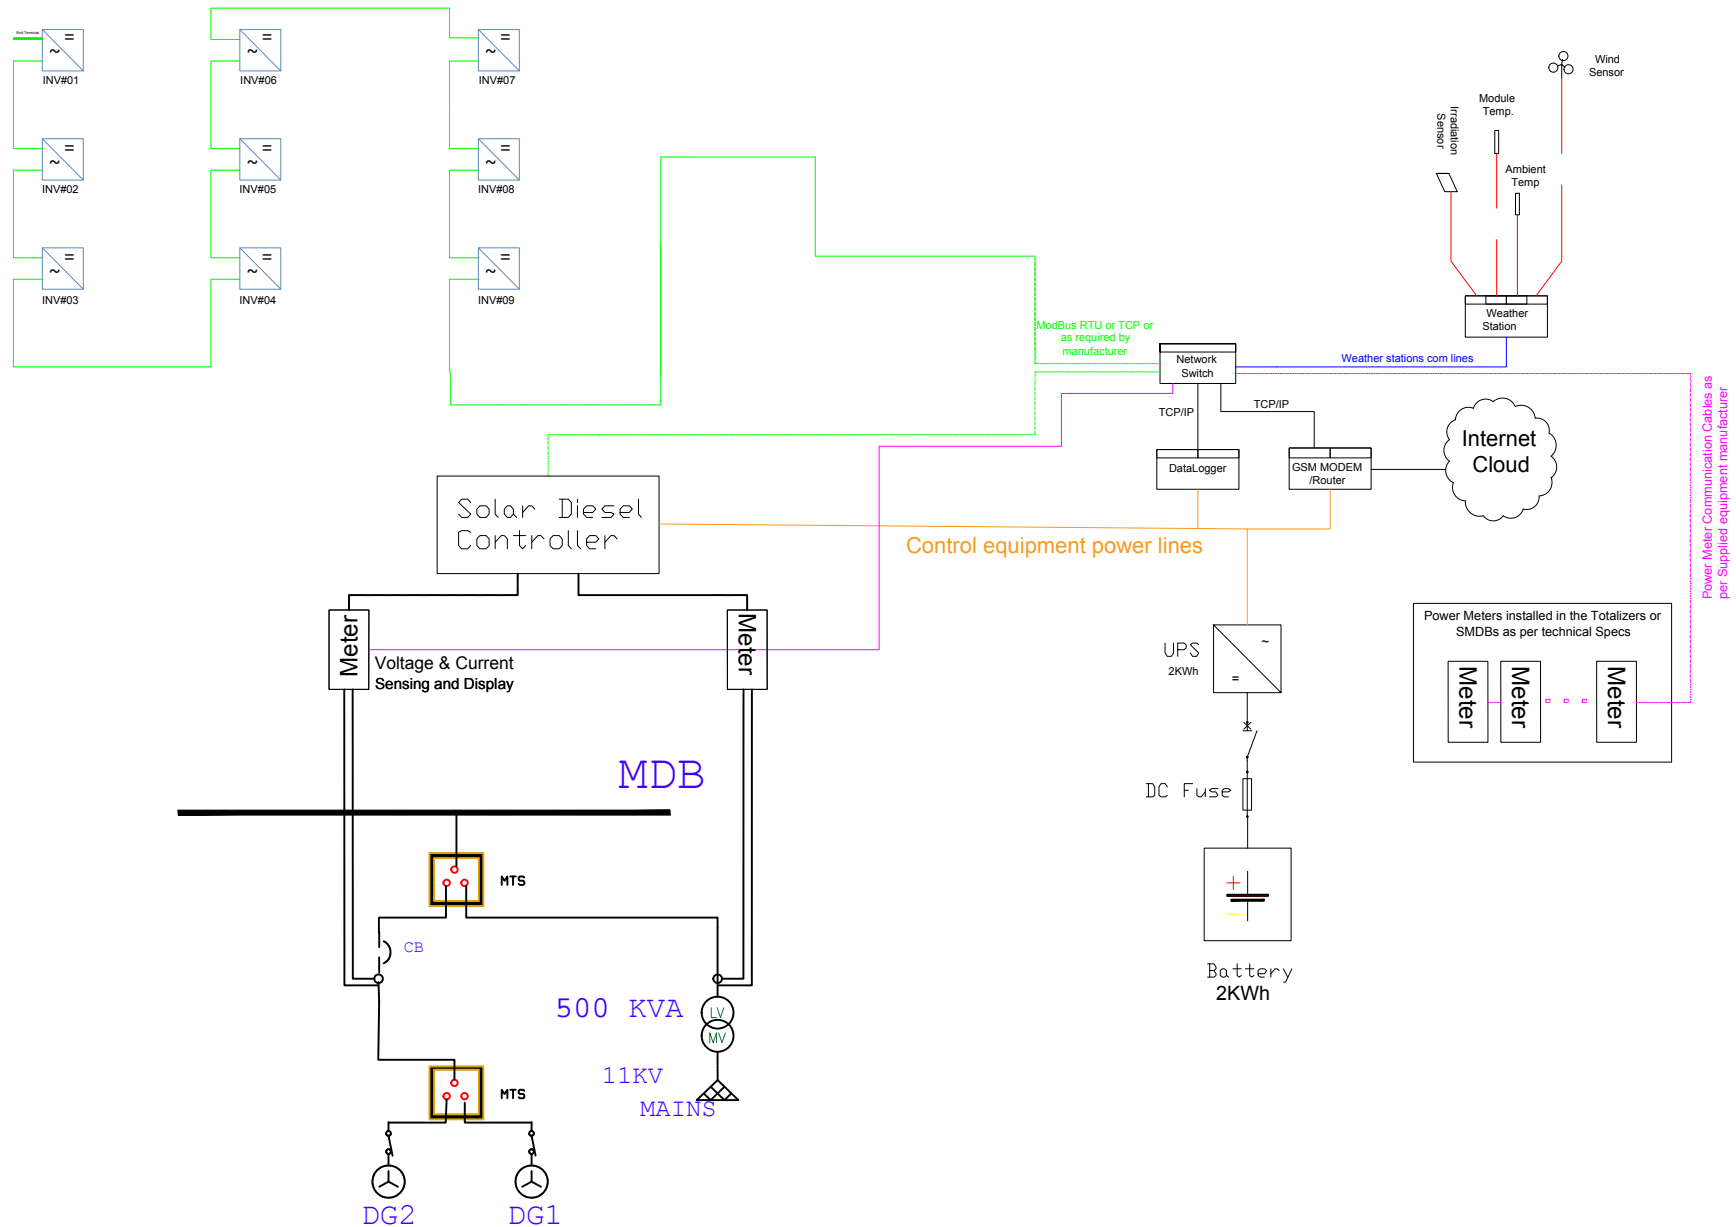 End Terminal
INV#01
INV#06
INV#07
INV#02
INV#05
INV#08
INV#03
INV#04
INV#09
Wind
Sensor
Module
Temp.
Irradiation
Sensor
Ambient
Temp
Weather
Station
ModBus RTU or TCP or
as required by
manufacturer
Network
Switch
Weather stations com lines
TCP/IP
TCP/IP
DataLogger
GSM MODEM
/Router
Internet
Cloud
Power Meter Communication Cables as
per Supplied equipment manufacturer
Solar Diesel
Controller
Control equipment power lines
Meter
Meter
Voltage & Current
Sensing and Display
UPS
2KWh
Power Meters installed in the Totalizers or
SMDBs as per technical Specs
Meter
Meter
Meter
MDB
DC Fuse
MTS
CB
+
−
Battery
2KWh
500 KVA
LV
MV
11KV
MAINS
MTS
DG2
DG1